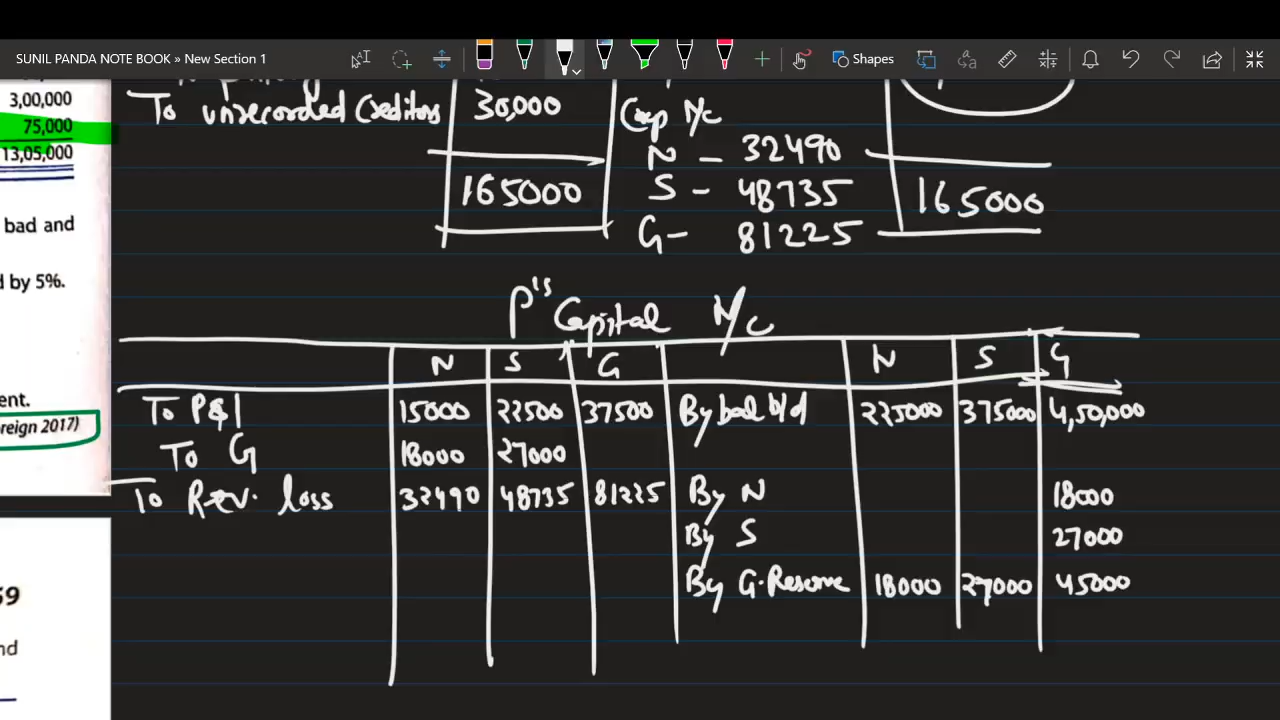 SUNIL PANDA NOTE BOOK » New Section 1
Shapes
3,00,000
75,000
13,05,000
bad and
d by 5%.
ent.
reign 2017)
59
nd
To unrecorded Creditors 30,000 Cap A/c
N - 32490
165000 S - 48735 165000
G- 81225
P's Capital A/c
N S G N S G
To P&l 15000 22500 37500 By bal b/d 225000 375000 4,50,000
To G 18000 27000
To Rev. loss 32490 48735 81225 By N 18000
By S 27000
By G.Reserve 18000 27000 45000